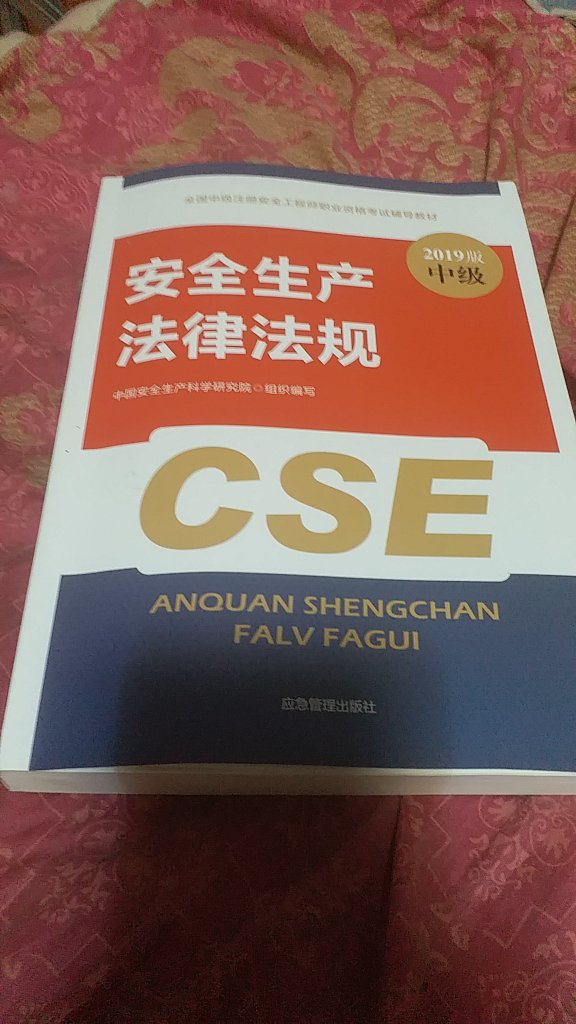 全国中级注册安全工程师职业资格考试辅导教材
2019版
中级
安全生产
法律法规
中国安全生产科学研究院◎组织编写
CSE
ANQUAN SHENGCHAN
FALV FAGUI
应急管理出版社